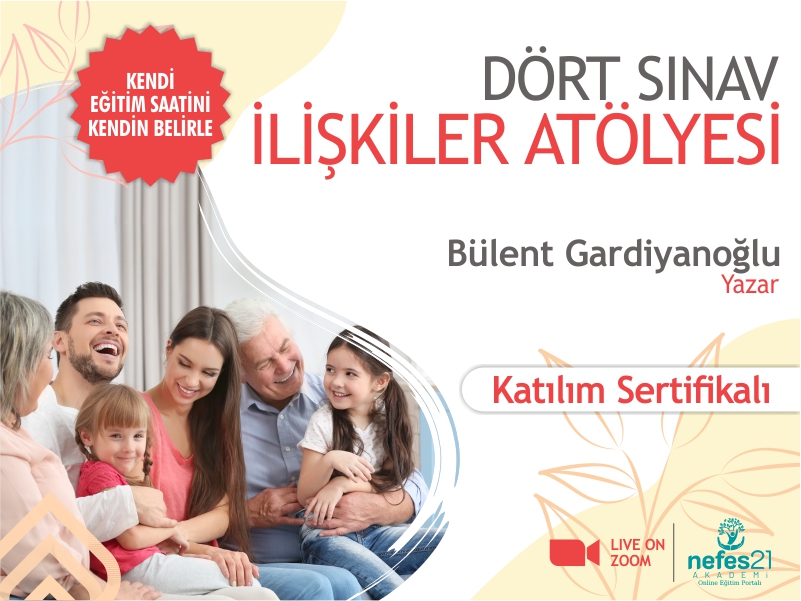 KENDİ
EĞİTİM SAATİNİ
KENDİN BELİRLE
DÖRT SINAV
İLİŞKİLER ATÖLYESİ
Bülent Gardiyanoğlu
Yazar
Katılım Sertifikalı
LIVE ON
ZOOM
nefes21
AKADEMİ
Online Eğitim Portalı